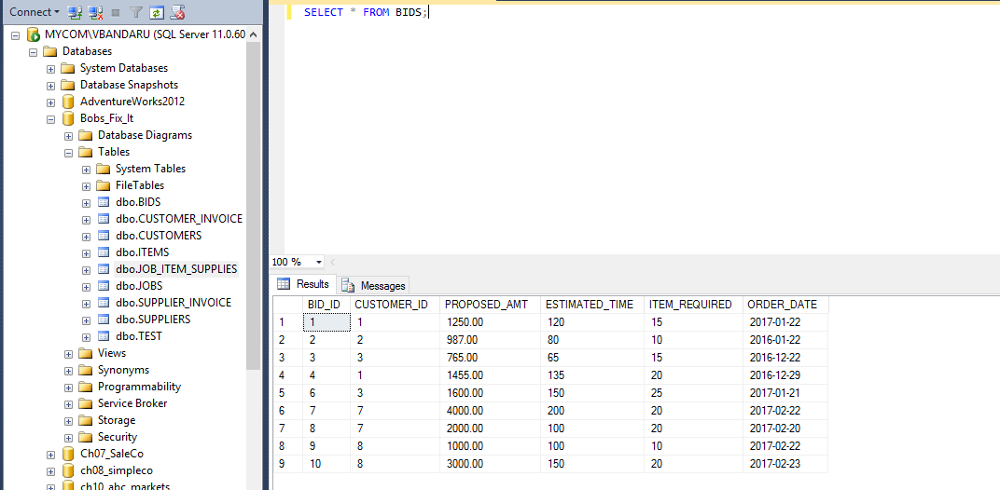 Connect
MYCOM\VBANDARU (SQL Server 11.0.60
Databases
System Databases
Database Snapshots
AdventureWorks2012
Bobs_Fix_It
Database Diagrams
Tables
System Tables
FileTables
dbo.BIDS
dbo.CUSTOMER_INVOICE
dbo.CUSTOMERS
dbo.ITEMS
dbo.JOB_ITEM_SUPPLIES
dbo.JOBS
dbo.SUPPLIER_INVOICE
dbo.SUPPLIERS
dbo.TEST
Views
Synonyms
Programmability
Service Broker
Storage
Security
Ch07_SaleCo
ch08_simpleco
ch10_abc_markets
SELECT * FROM BIDS;
100 %
Results Messages
BID_ID CUSTOMER_ID PROPOSED_AMT ESTIMATED_TIME ITEM_REQUIRED ORDER_DATE
1 1 1 1250.00 120 15 2017-01-22
2 2 2 987.00 80 10 2016-01-22
3 3 3 765.00 65 15 2016-12-22
4 4 1 1455.00 135 20 2016-12-29
5 6 3 1600.00 150 25 2017-01-21
6 7 7 4000.00 200 20 2017-02-22
7 8 7 2000.00 100 20 2017-02-20
8 9 8 1000.00 100 10 2017-02-22
9 10 8 3000.00 150 20 2017-02-23